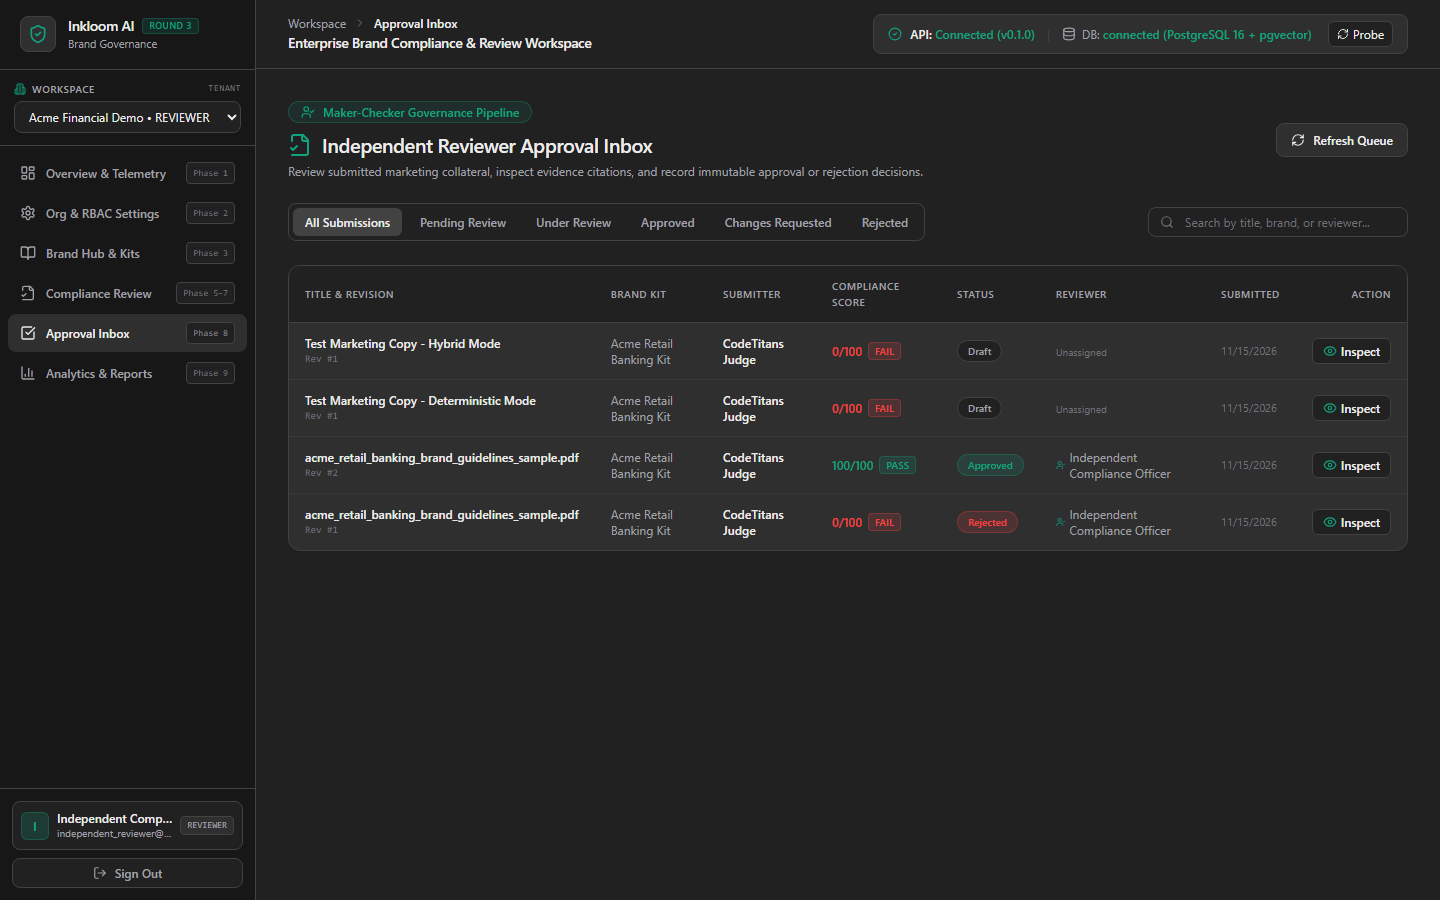 Inkloom AI ROUND 3
Brand Governance
WORKSPACE TENANT
Acme Financial Demo • REVIEWER
Overview & Telemetry Phase 1
Org & RBAC Settings Phase 2
Brand Hub & Kits Phase 3
Compliance Review Phase 5-7
Approval Inbox Phase 8
Analytics & Reports Phase 9
Independent Comp... REVIEWER
independent_reviewer@...
Sign Out
Workspace > Approval Inbox
Enterprise Brand Compliance & Review Workspace
API: Connected (v0.1.0) DB: connected (PostgreSQL 16 + pgvector) Probe
Maker-Checker Governance Pipeline
Independent Reviewer Approval Inbox
Review submitted marketing collateral, inspect evidence citations, and record immutable approval or rejection decisions.
Refresh Queue
All Submissions Pending Review Under Review Approved Changes Requested Rejected
Search by title, brand, or reviewer...
TITLE & REVISION BRAND KIT SUBMITTER COMPLIANCE SCORE STATUS REVIEWER SUBMITTED ACTION
Test Marketing Copy - Hybrid Mode
Rev #1
Acme Retail
Banking Kit
CodeTitans
Judge
0/100 FAIL
Draft
Unassigned
11/15/2026
Inspect
Test Marketing Copy - Deterministic Mode
Rev #1
Acme Retail
Banking Kit
CodeTitans
Judge
0/100 FAIL
Draft
Unassigned
11/15/2026
Inspect
acme_retail_banking_brand_guidelines_sample.pdf
Rev #2
Acme Retail
Banking Kit
CodeTitans
Judge
100/100 PASS
Approved
Independent
Compliance Officer
11/15/2026
Inspect
acme_retail_banking_brand_guidelines_sample.pdf
Rev #1
Acme Retail
Banking Kit
CodeTitans
Judge
0/100 FAIL
Rejected
Independent
Compliance Officer
11/15/2026
Inspect